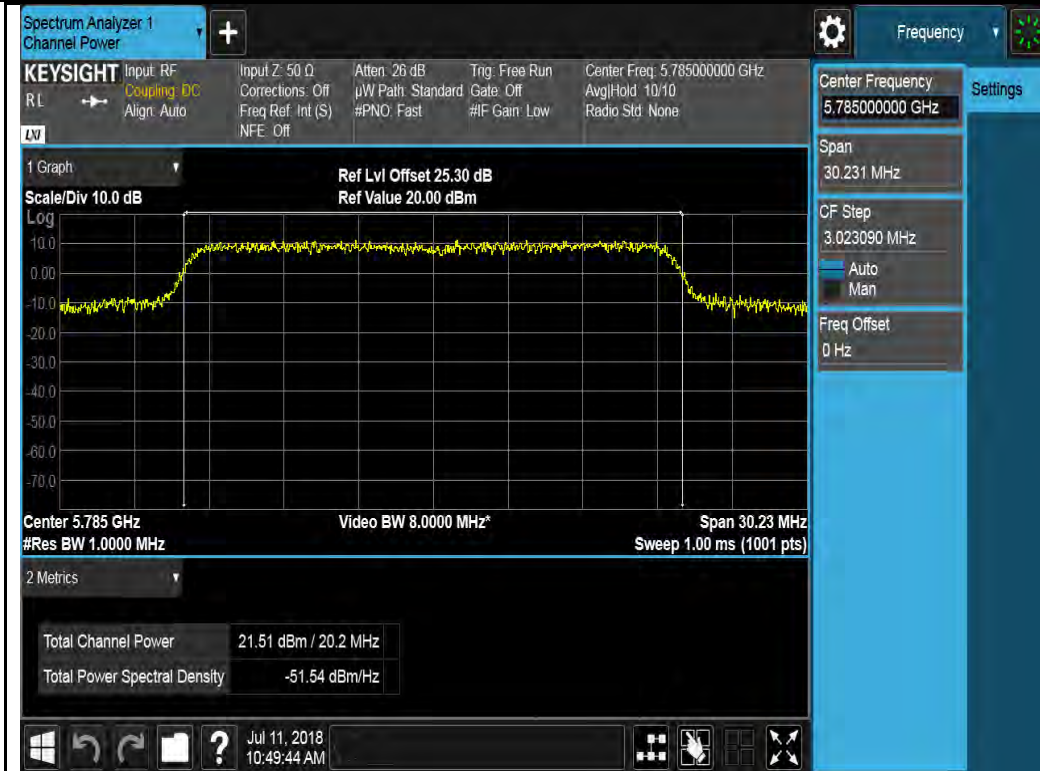 Spectrum Analyzer 1
Channel Power
+
Frequency
KEYSIGHT
RL
LXI
Input: RF
Coupling: DC
Align: Auto
Input Z: 50 Ω
Corrections: Off
Freq Ref: Int (S)
NFE: Off
Atten: 26 dB
µW Path: Standard
#PNO: Fast
Trig: Free Run
Gate: Off
#IF Gain: Low
Center Freq: 5.785000000 GHz
Avg|Hold: 10/10
Radio Std: None
Center Frequency
5.785000000 GHz
Settings
Span
30.231 MHz
CF Step
3.023090 MHz
Auto
Man
Freq Offset
0 Hz
1 Graph
Scale/Div 10.0 dB
Ref Lvl Offset 25.30 dB
Ref Value 20.00 dBm
Log
10.0
0.00
-10.0
-20.0
-30.0
-40.0
-50.0
-60.0
-70.0
Center 5.785 GHz
#Res BW 1.0000 MHz
Video BW 8.0000 MHz*
Span 30.23 MHz
Sweep 1.00 ms (1001 pts)
2 Metrics
Total Channel Power 21.51 dBm / 20.2 MHz
Total Power Spectral Density -51.54 dBm/Hz
?
Jul 11, 2018
10:49:44 AM